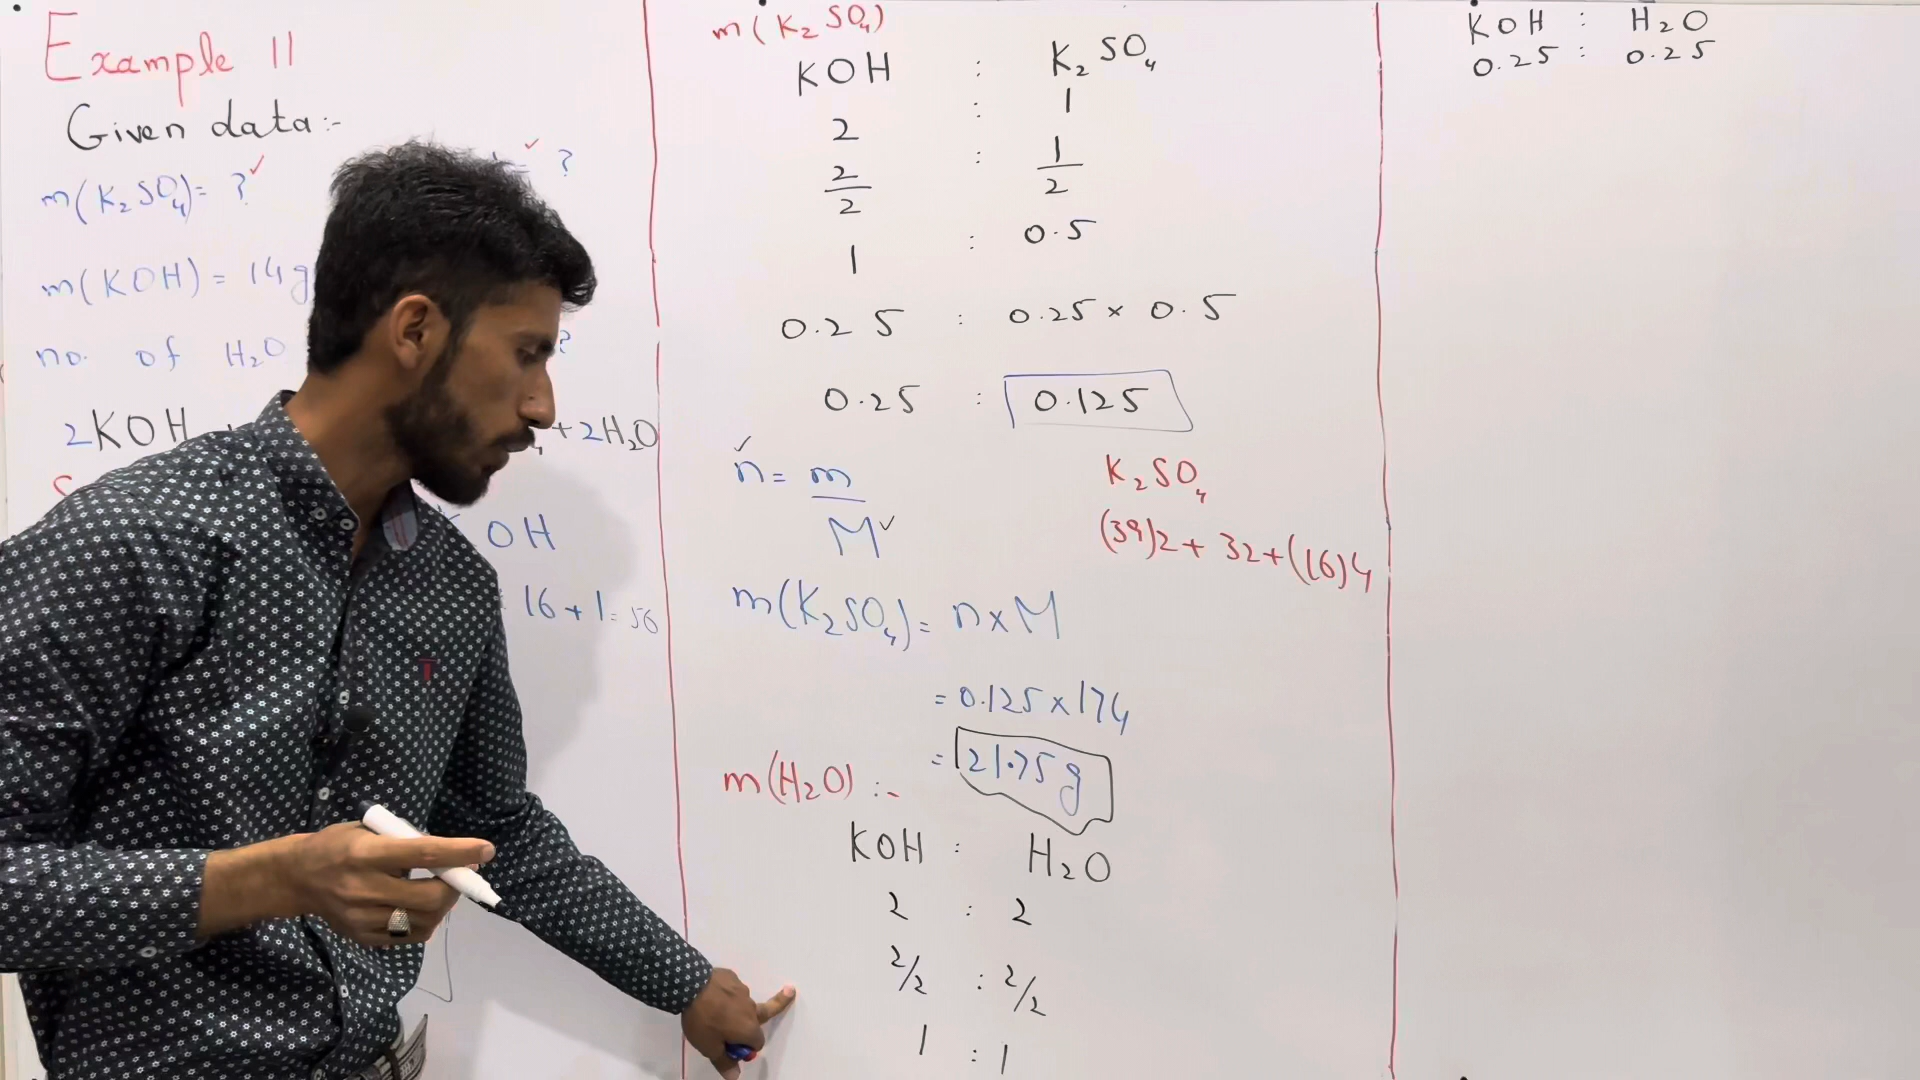 Example 11
Given data:-
m(K₂SO₄)= ?
?
m(KOH) = 14g
no. of H₂O
?
2KOH
+2H₂O
OH
16+1=56
m(K₂SO₄)
KOH : K₂SO₄
2 : 1
2/2 : 1/2
1 : 0.5
0.25 : 0.25 × 0.5
0.25 : 0.125
n = m/M
K₂SO₄
(39)2+ 32+(16)4
m(K₂SO₄)= n×M
= 0.125×174
= 21.75g
m(H₂O) :-
KOH : H₂O
2 : 2
2/2 : 2/2
1 : 1
KOH : H₂O
0.25 : 0.25